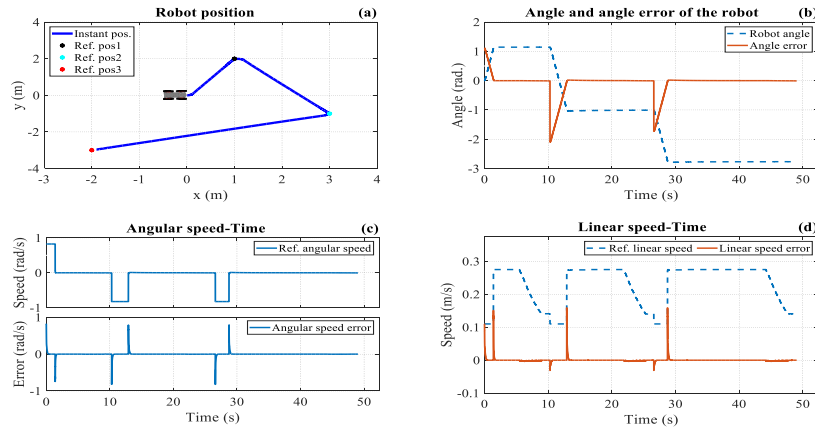 Robot position (a)
Instant pos.
Ref. pos1
Ref. pos2
Ref. pos3
y (m)
4
2
0
-2
-4
-3 -2 -1 0 1 2 3 4
x (m)
Angle and angle error of the robot (b)
Robot angle
Angle error
Angle (rad.)
2
1
0
-1
-2
-3
0 10 20 30 40 50
Time (s)
Angular speed-Time (c)
Ref. angular speed
Speed (rad/s)
1
0
-1
Angular speed error
Error (rad/s)
1
0
-1
0 10 20 30 40 50
Time (s)
Linear speed-Time (d)
Ref. linear speed Linear speed error
Speed (m/s)
0.3
0.2
0.1
0
-0.1
0 10 20 30 40 50
Time (s)